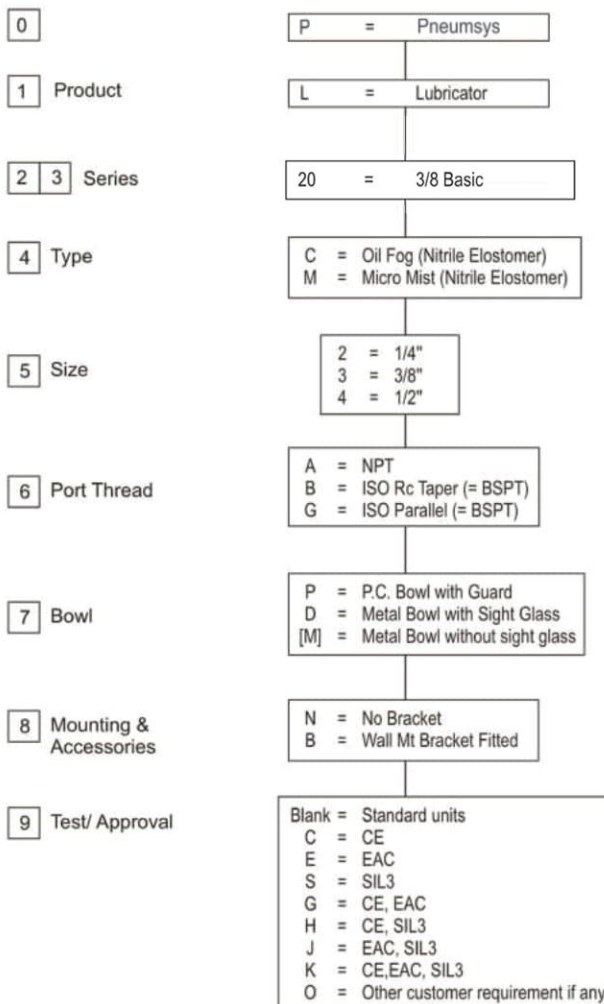 0 P = Pneumsys
1 Product L = Lubricator
2 3 Series 20 = 3/8 Basic
4 Type C = Oil Fog (Nitrile Elostomer)
M = Micro Mist (Nitrile Elostomer)
5 Size 2 = 1/4"
3 = 3/8"
4 = 1/2"
6 Port Thread A = NPT
B = ISO Rc Taper (= BSPT)
G = ISO Parallel (= BSPT)
7 Bowl P = P.C. Bowl with Guard
D = Metal Bowl with Sight Glass
[M] = Metal Bowl without sight glass
8 Mounting & Accessories N = No Bracket
B = Wall Mt Bracket Fitted
9 Test/ Approval Blank = Standard units
C = CE
E = EAC
S = SIL3
G = CE, EAC
H = CE, SIL3
J = EAC, SIL3
K = CE,EAC, SIL3
O = Other customer requirement if any